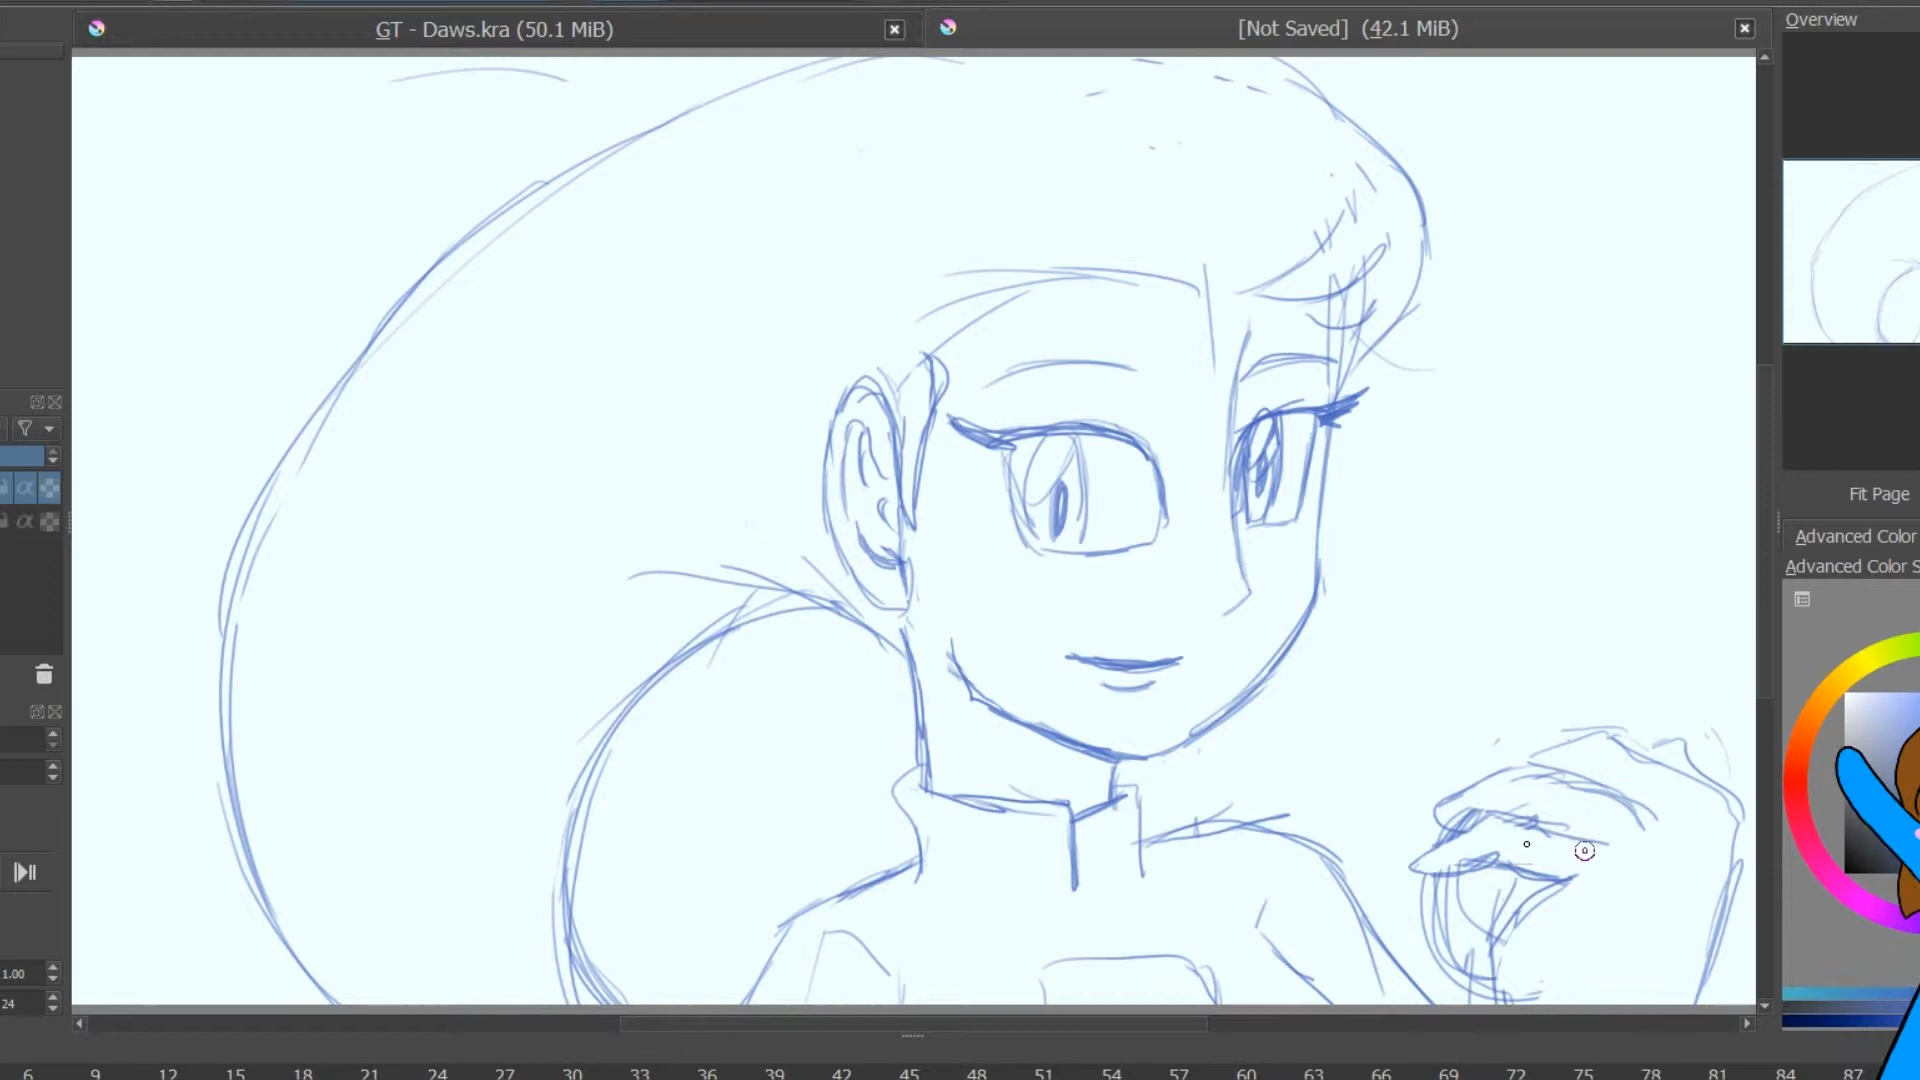 GT - Daws.kra (50.1 MiB)
[Not Saved] (42.1 MiB)
Overview
Fit Page
Advanced Color
Advanced Color S
1.00
24
6 9 12 15 18 21 24 27 30 33 36 39 42 45 48 51 54 57 60 63 66 69 72 75 78 81 84 87